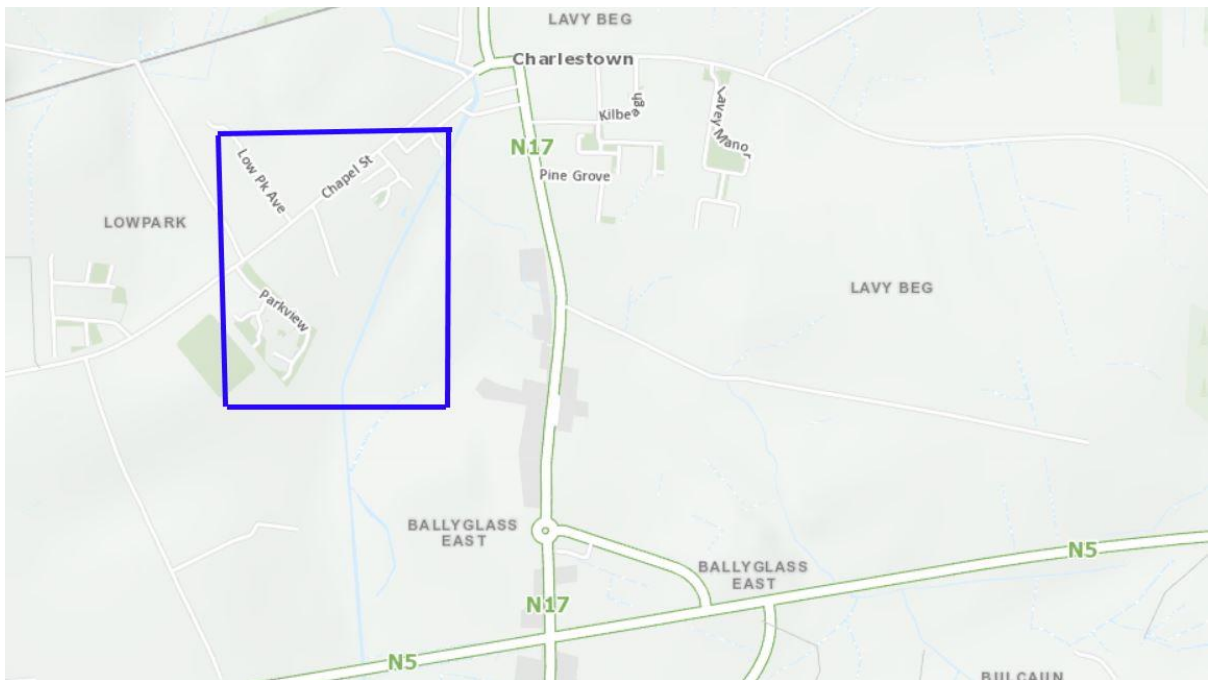 LAVY BEG
Charlestown
Kilbeagh
Lavey Manor
N17
Low Pk Ave
Chapel St
Pine Grove
LOWPARK
LAVY BEG
Parkview
BALLYGLASS
EAST
N5
BALLYGLASS
EAST
N17
N5
BULCAUN